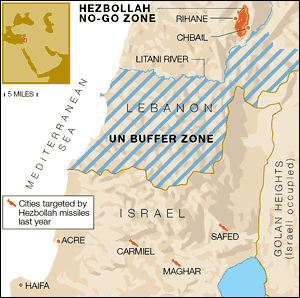 HEZBOLLAH
NO-GO ZONE
RIHANE
CHBAIL
LITANI RIVER
5 MILES
LEBANON
MEDITERRANEAN
SEA
UN BUFFER ZONE
Cities targeted by
Hezbollah missiles
last year
ISRAEL
GOLAN HEIGHTS
(Israeli occupied)
ACRE
SAFED
CARMIEL
MAGHAR
HAIFA